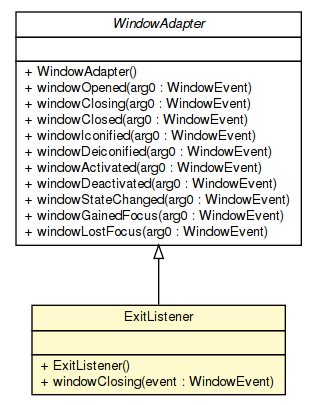 WindowAdapter
+ WindowAdapter()
+ windowOpened(arg0 : WindowEvent)
+ windowClosing(arg0 : WindowEvent)
+ windowClosed(arg0 : WindowEvent)
+ windowIconified(arg0 : WindowEvent)
+ windowDeiconified(arg0 : WindowEvent)
+ windowActivated(arg0 : WindowEvent)
+ windowDeactivated(arg0 : WindowEvent)
+ windowStateChanged(arg0 : WindowEvent)
+ windowGainedFocus(arg0 : WindowEvent)
+ windowLostFocus(arg0 : WindowEvent)
ExitListener
+ ExitListener()
+ windowClosing(event : WindowEvent)